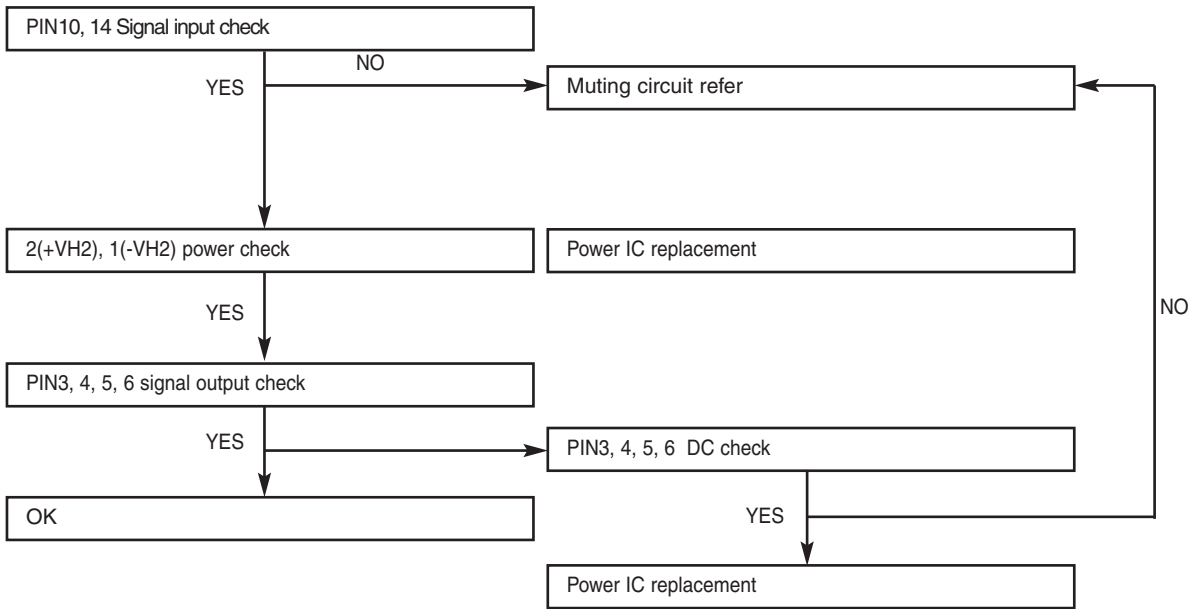 PIN10, 14 Signal input check
NO
YES
Muting circuit refer
2(+VH2), 1(-VH2) power check
Power IC replacement
YES
NO
PIN3, 4, 5, 6 signal output check
YES
PIN3, 4, 5, 6 DC check
OK
YES
Power IC replacement